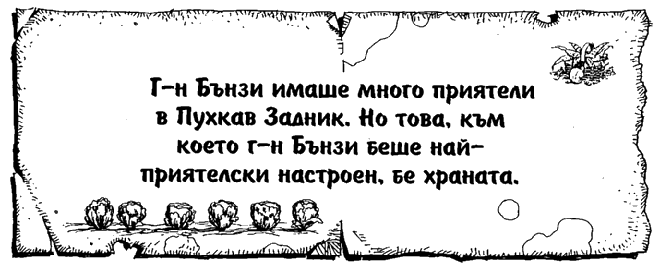 Г-н Бънзи имаше много приятели
в Пухкав Задник. Но това, към
което г-н Бънзи беше най-
приятелски настроен, бе храната.